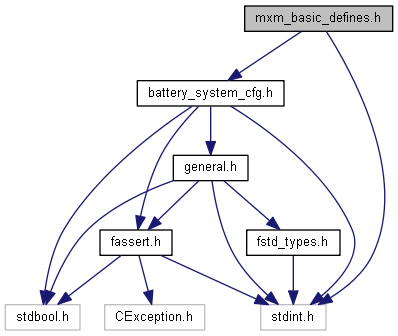 mxm_basic_defines.h
battery_system_cfg.h
general.h
fassert.h
fstd_types.h
stdbool.h
CException.h
stdint.h